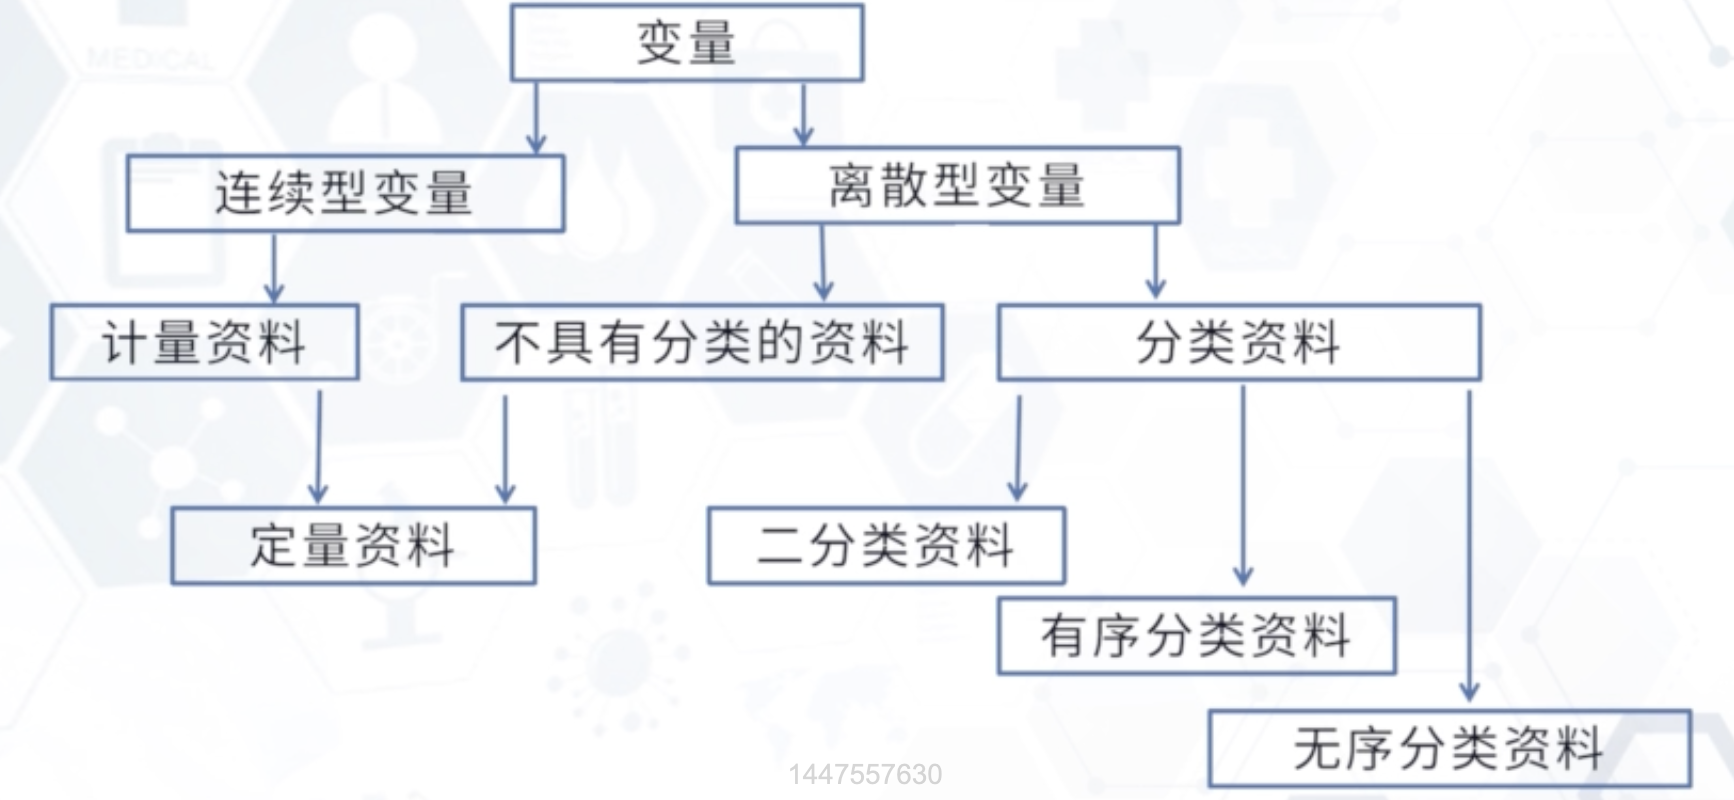 MEDICAL
变量
连续型变量
离散型变量
计量资料
不具有分类的资料
分类资料
定量资料
二分类资料
有序分类资料
无序分类资料
1447557630